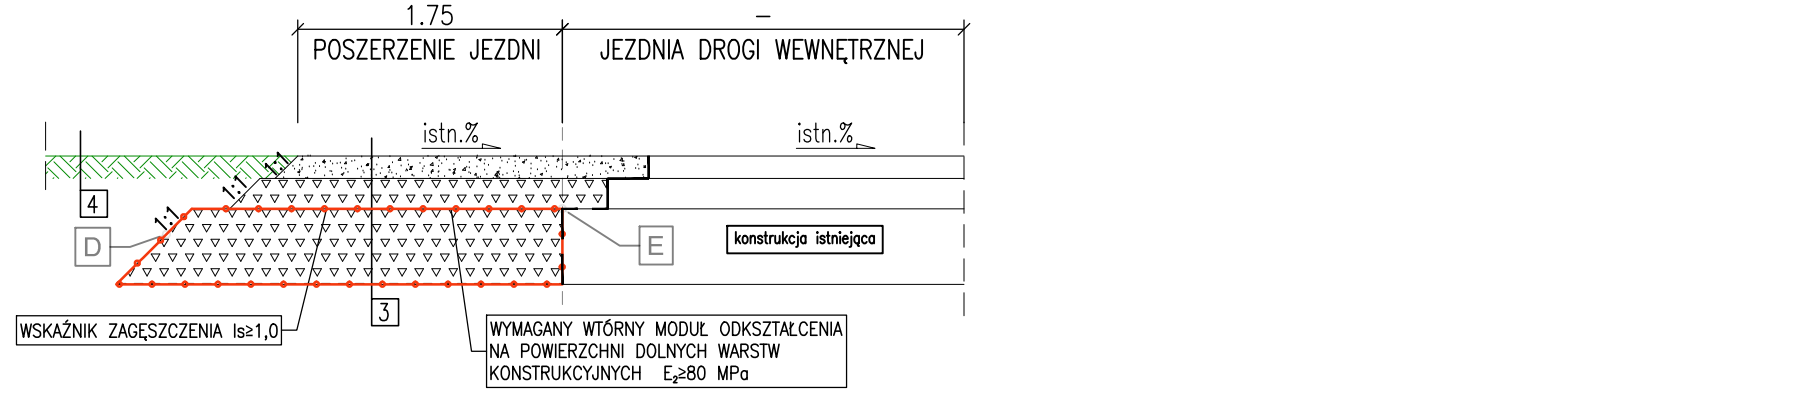 1.75
–
POSZERZENIE JEZDNI
JEZDNIA DROGI WEWNĘTRZNEJ
istn.%
istn.%
1:1
1:1
1:1
4
D
E
konstrukcja istniejąca
3
WSKAŹNIK ZAGĘSZCZENIA Is≥1,0
WYMAGANY WTÓRNY MODUŁ ODKSZTAŁCENIA
NA POWIERZCHNI DOLNYCH WARSTW
KONSTRUKCYJNYCH E₂≥80 MPa